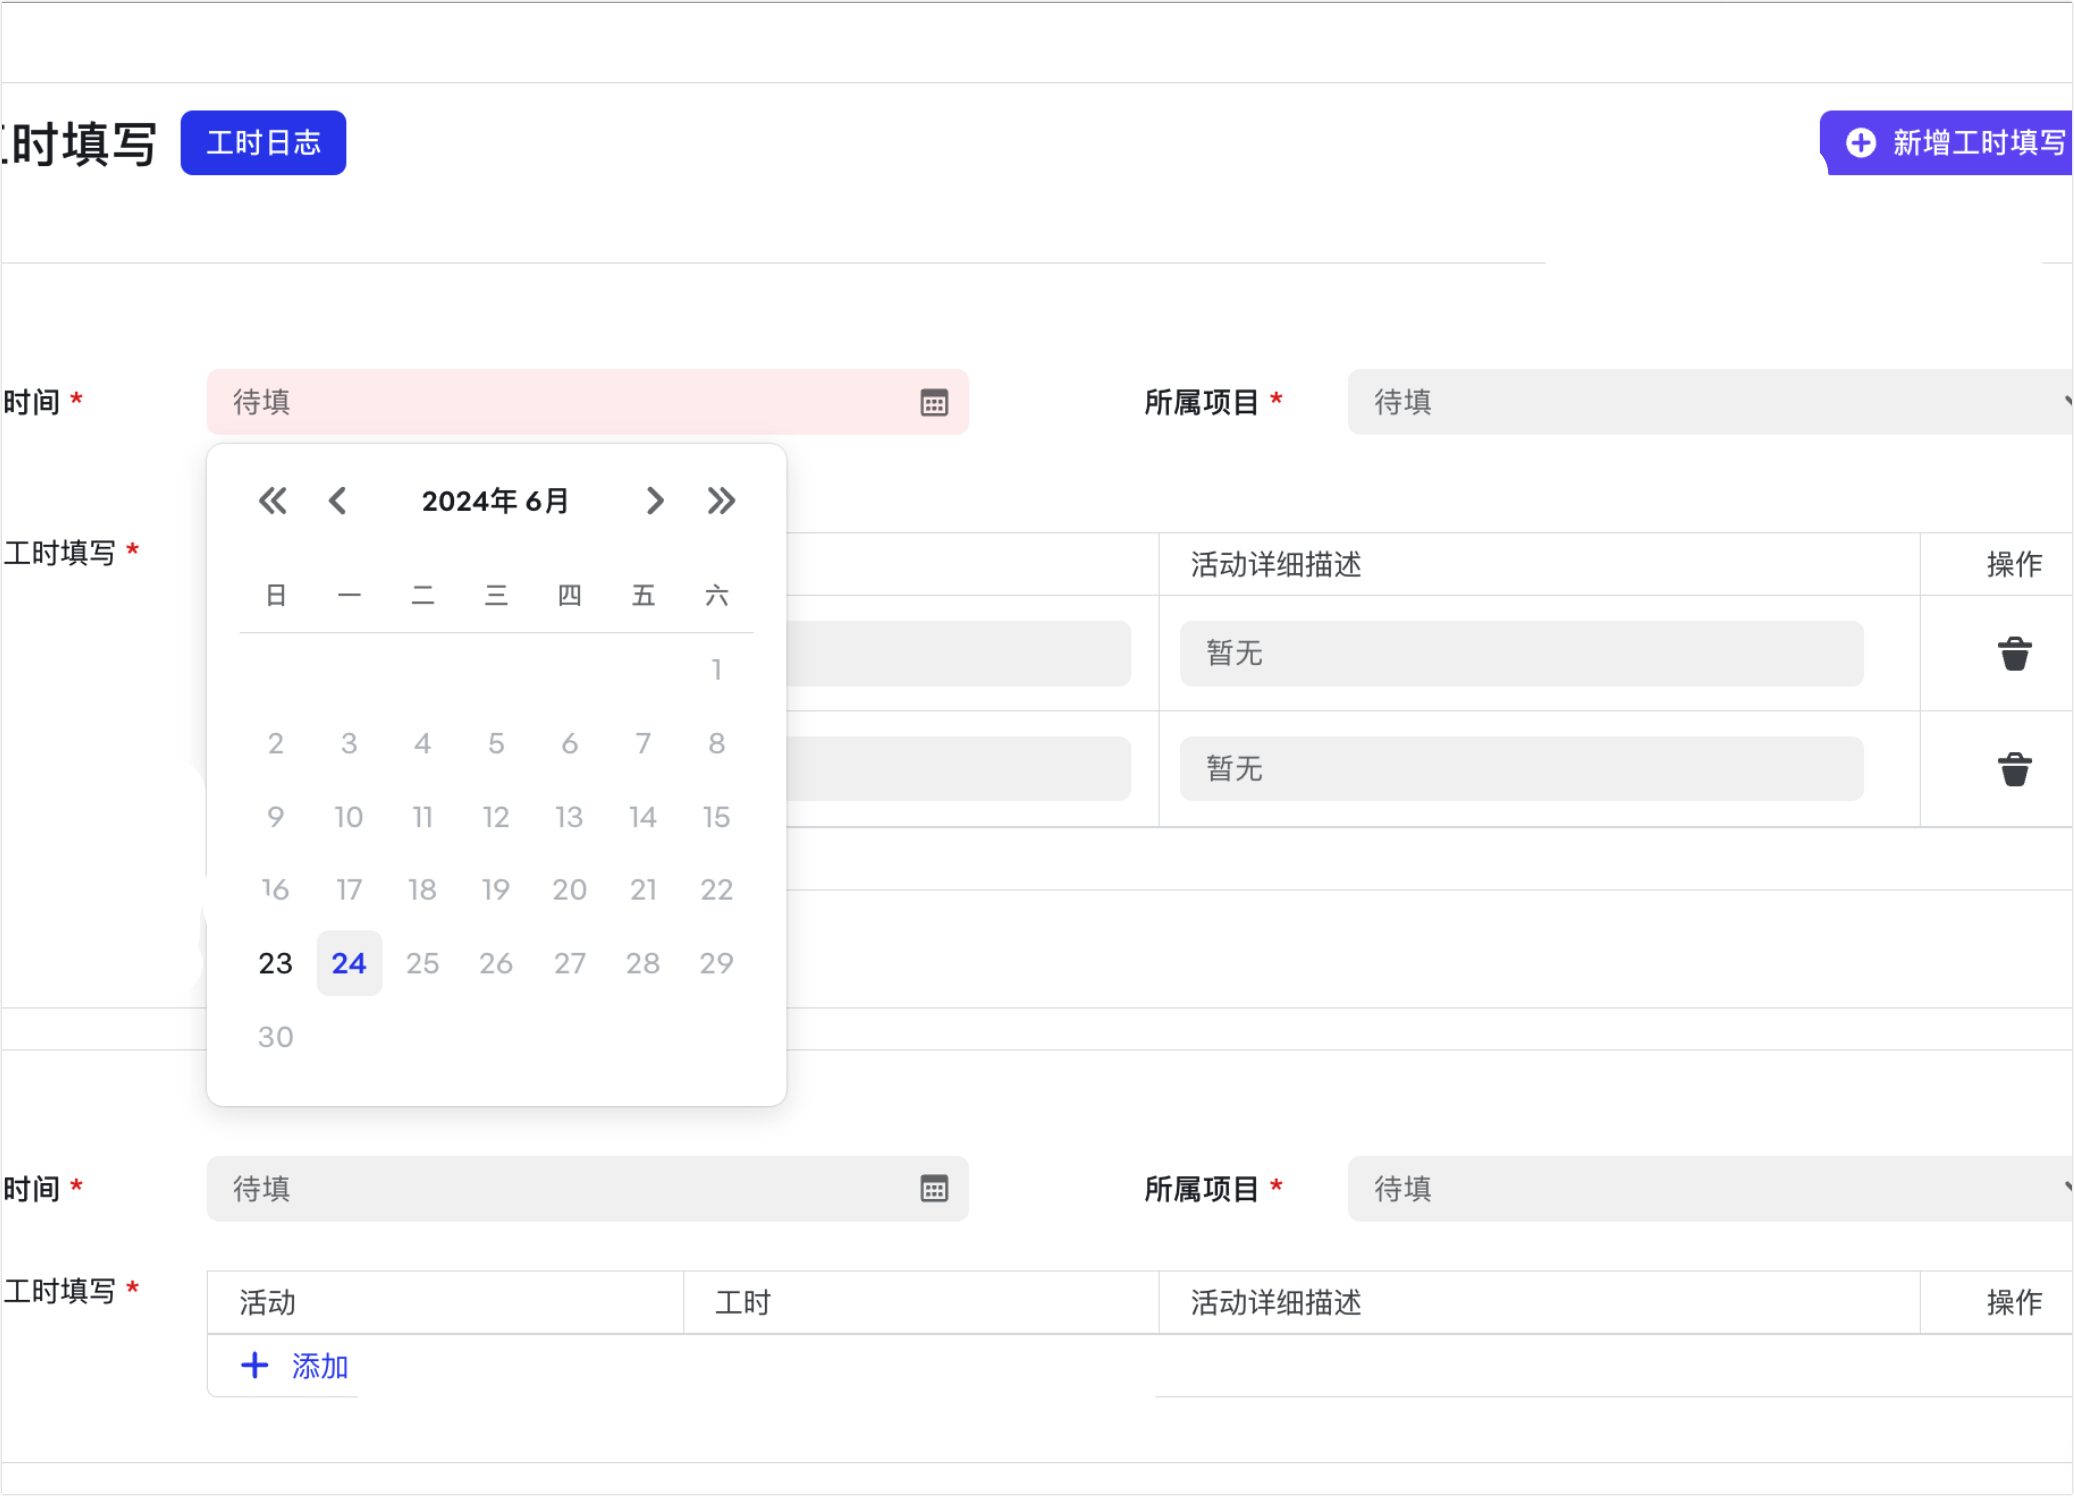 时填写 工时日志 新增工时填写
时间 * 待填 所属项目 * 待填
2024年 6月
工时填写 * 活动详细描述 操作
日 一 二 三 四 五 六
暂无
1
2 3 4 5 6 7 8
暂无
9 10 11 12 13 14 15
16 17 18 19 20 21 22
23 24 25 26 27 28 29
30
时间 * 待填 所属项目 * 待填
工时填写 * 活动 工时 活动详细描述 操作
添加